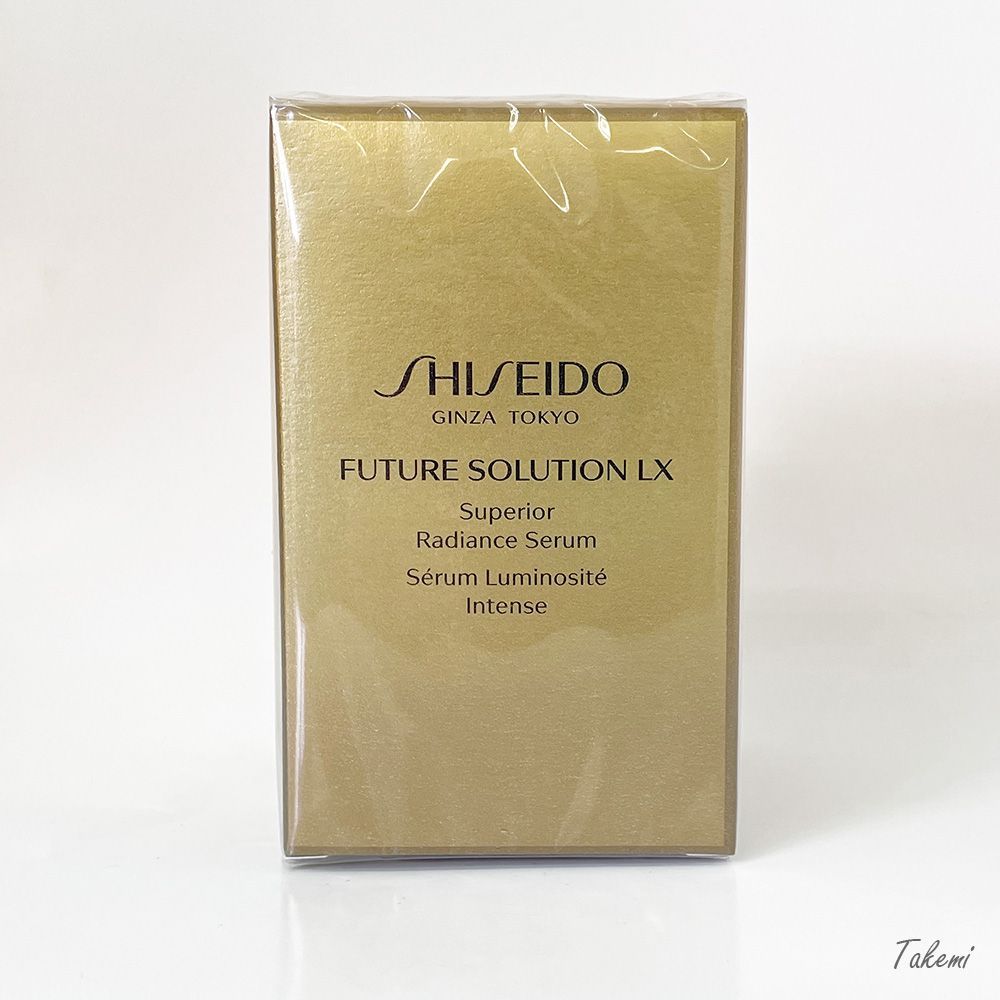 SHISEIDO
GINZA TOKYO
FUTURE SOLUTION LX
Superior
Radiance Serum
Sérum Luminosité
Intense
Takemi